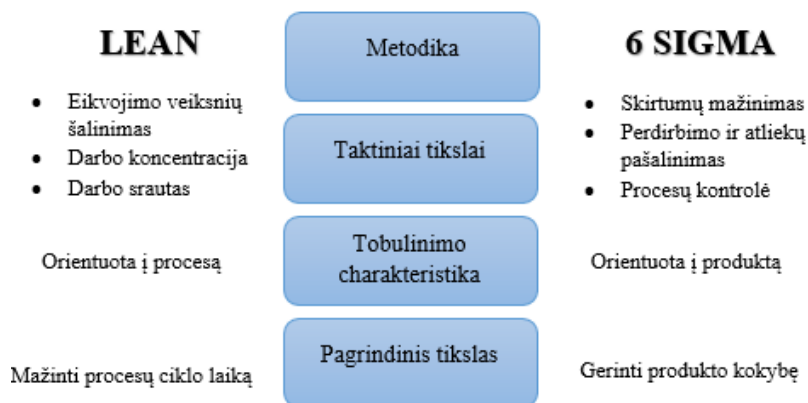 LEAN
Metodika
6 SIGMA
● Eikvojimo veiksnių
šalinimas
● Darbo koncentracija
● Darbo srautas
Taktiniai tikslai
● Skirtumų mažinimas
● Perdirbimo ir atliekų
pašalinimas
● Procesų kontrolė
Orientuota į procesą
Tobulinimo
charakteristika
Orientuota į produktą
Mažinti procesų ciklo laiką
Pagrindinis tikslas
Gerinti produkto kokybę